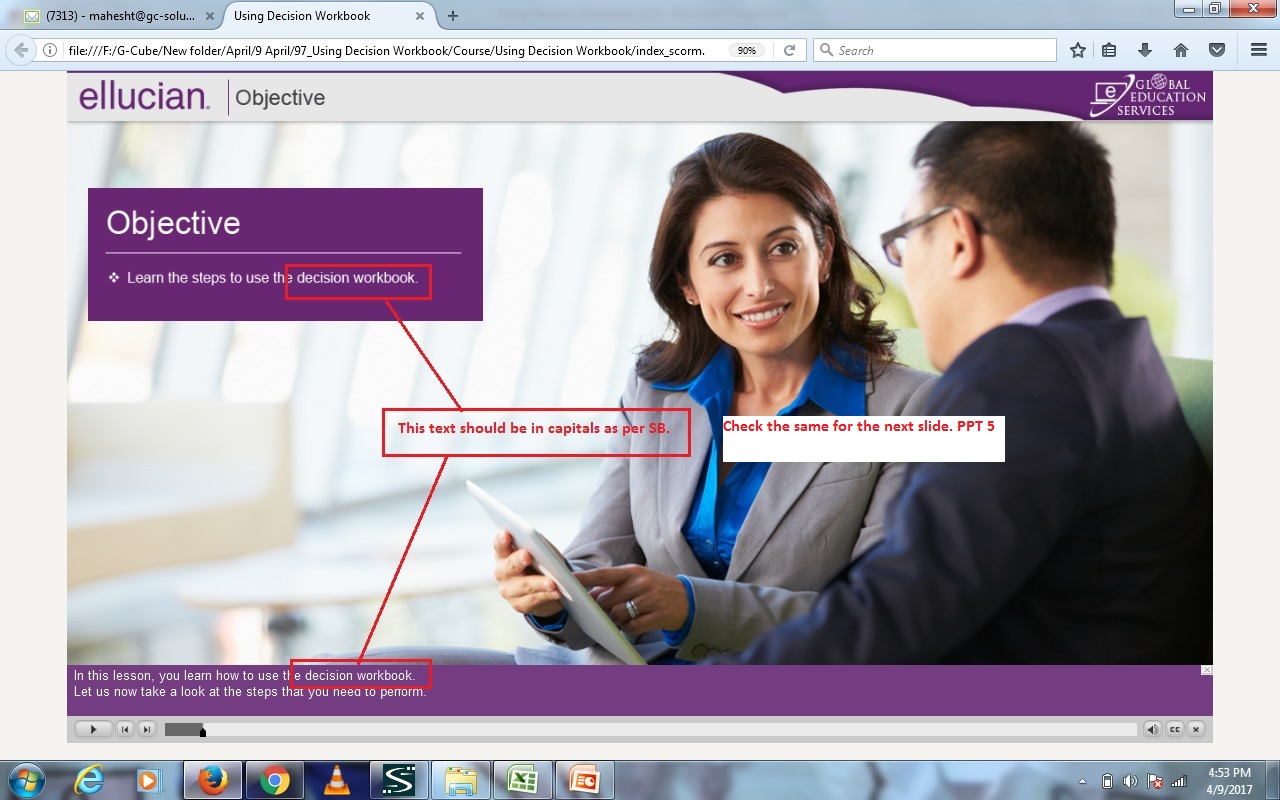 (7313) - mahesht@gc-solu...
Using Decision Workbook
file:///F:/G-Cube/New folder/April/9 April/97_Using Decision Workbook/Course/Using Decision Workbook/index_scorm.
90%
Search
ellucian.
Objective
e
GLOBAL
EDUCATION
SERVICES
Objective
❖ Learn the steps to use the decision workbook.
This text should be in capitals as per SB.
Check the same for the next slide. PPT 5
In this lesson, you learn how to use the decision workbook.
Let us now take a look at the steps that you need to perform.
CC
4:53 PM
4/9/2017